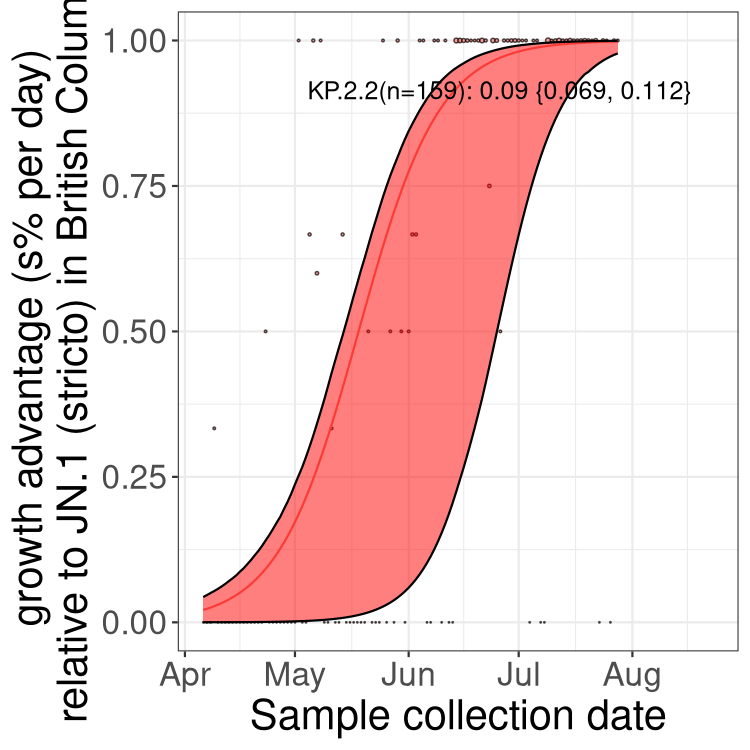 growth advantage (s% per day)
relative to JN.1 (stricto) in British Colum
1.00
0.75
0.50
0.25
0.00
KP.2.2(n=159): 0.09 {0.069, 0.112}
Apr May Jun Jul Aug
Sample collection date